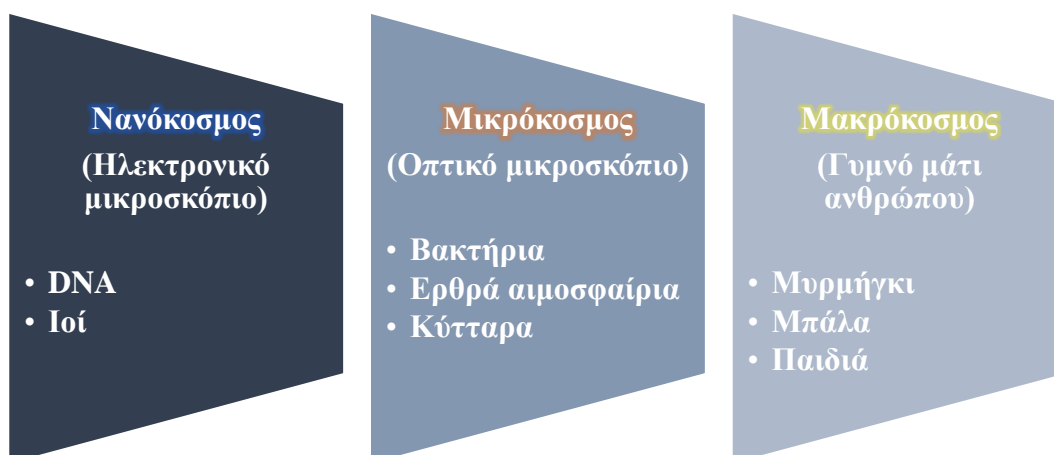 Νανόκοσμος
(Ηλεκτρονικό
μικροσκόπιο)
• DNA
• Ιοί
Μικρόκοσμος
(Οπτικό μικροσκόπιο)
• Βακτήρια
• Ερθρά αιμοσφαίρια
• Κύτταρα
Μακρόκοσμος
(Γυμνό μάτι
ανθρώπου)
• Μυρμήγκι
• Μπάλα
• Παιδιά